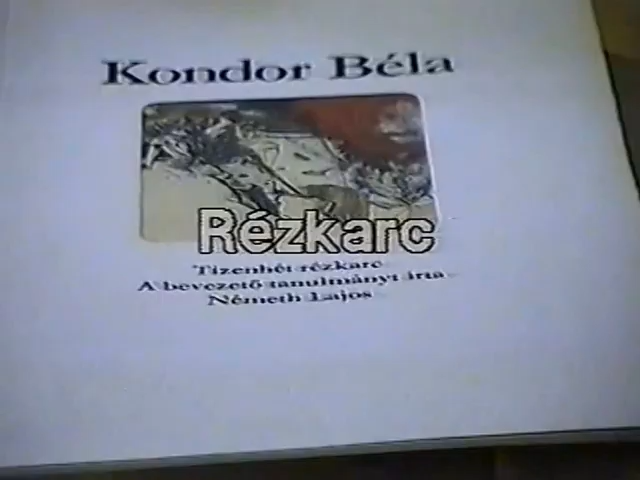 Kondor Béla
Rézkarc
Tizenhét rézkarc
A bevezető tanulmányt írta
Németh Lajos